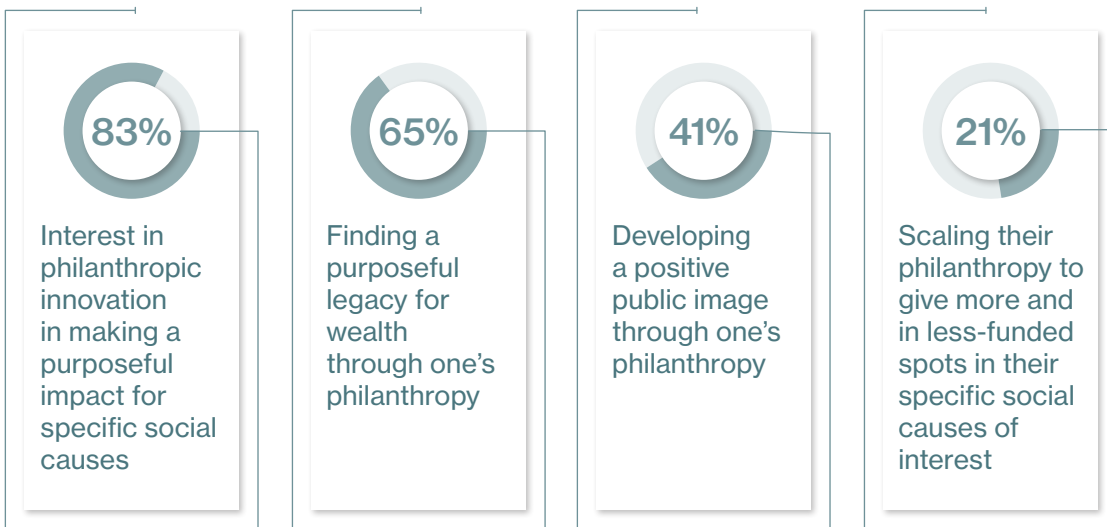 83%
Interest in
philanthropic
innovation
in making a
purposeful
impact for
specific social
causes
65%
Finding a
purposeful
legacy for
wealth
through one’s
philanthropy
41%
Developing
a positive
public image
through one’s
philanthropy
21%
Scaling their
philanthropy to
give more and
in less-funded
spots in their
specific social
causes of
interest